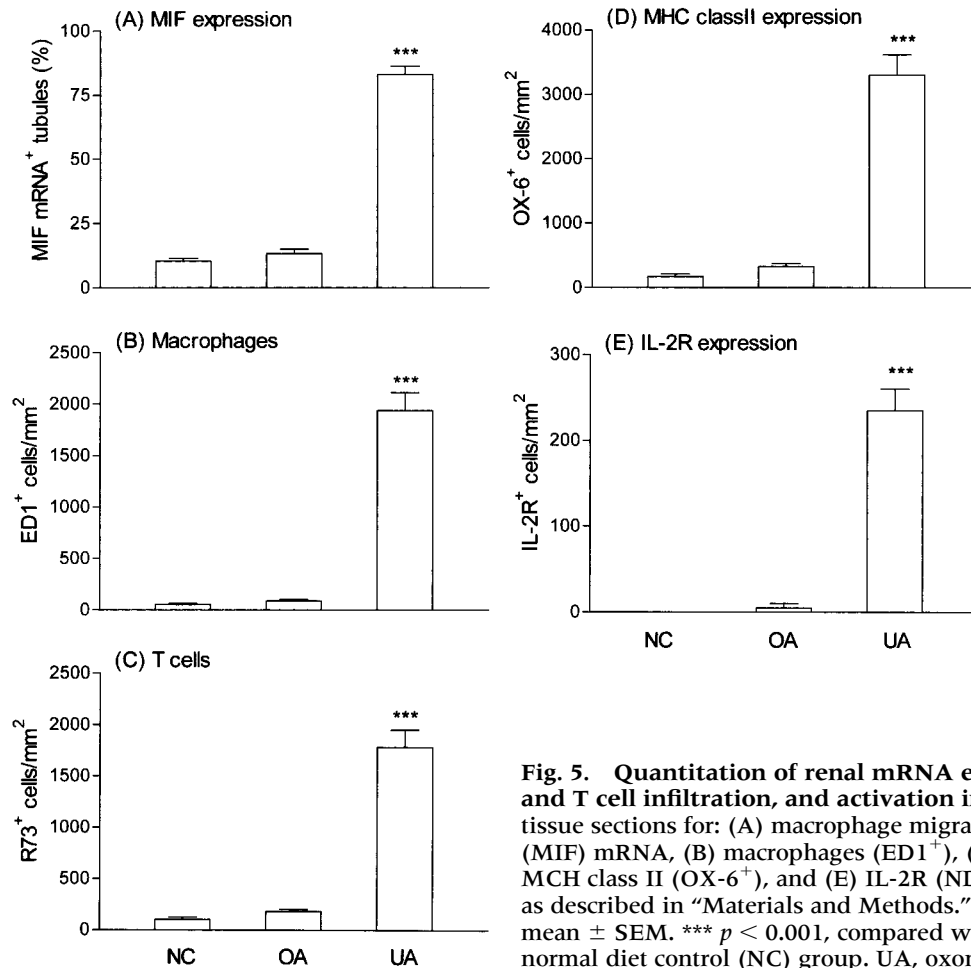 (A) MIF expression
MIF mRNA+ tubules (%)
100
75
50
25
0
***
(B) Macrophages
ED1+ cells/mm2
2500
2000
1500
1000
500
0
***
(C) T cells
R73+ cells/mm2
2500
2000
1500
1000
500
0
***
NC OA UA
(D) MHC classII expression
OX-6+ cells/mm2
4000
3000
2000
1000
0
***
(E) IL-2R expression
IL-2R+ cells/mm2
300
200
100
0
***
NC OA UA
Fig. 5. Quantitation of renal mRNA e
and T cell infiltration, and activation i
tissue sections for: (A) macrophage migra
(MIF) mRNA, (B) macrophages (ED1+), (
MCH class II (OX-6+), and (E) IL-2R (N
as described in “Materials and Methods.”
mean ± SEM. *** p < 0.001, compared w
normal diet control (NC) group. UA, oxon